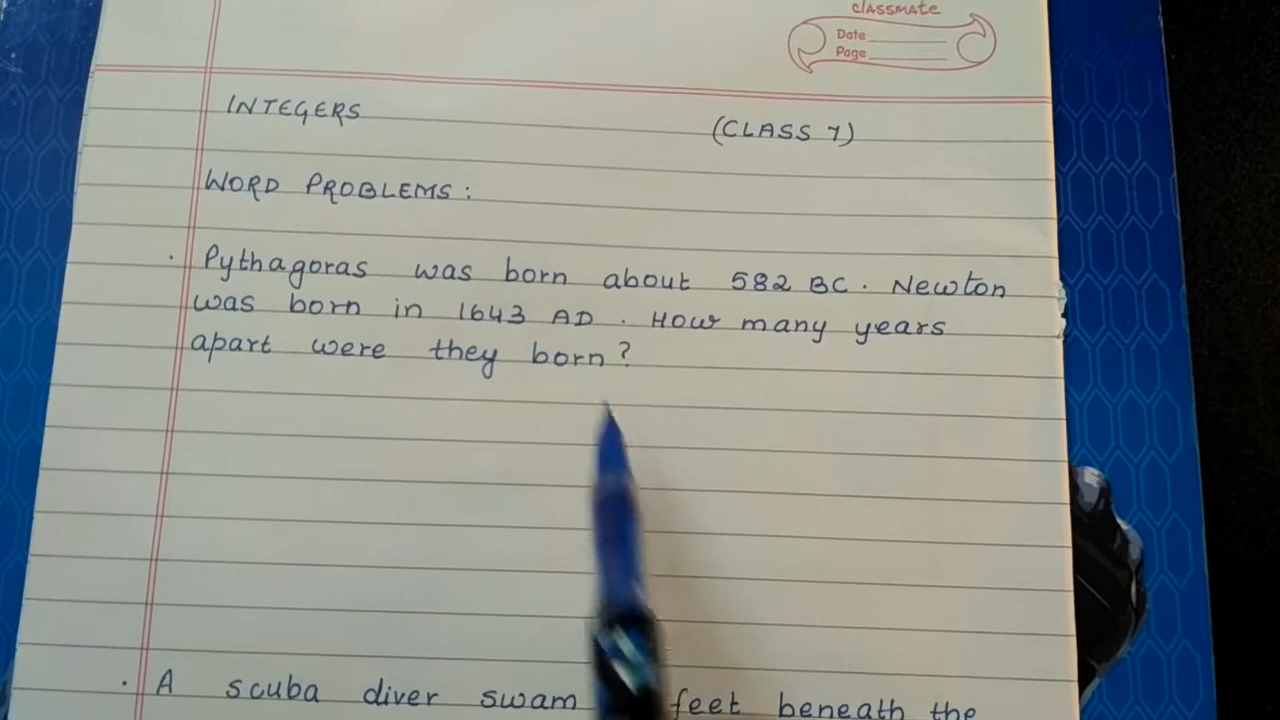 classmate
Date
Page
INTEGERS (CLASS 7)
WORD PROBLEMS :
. Pythagoras was born about 582 BC. Newton
was born in 1643 AD. How many years
apart were they born?
. A scuba diver swam feet beneath the